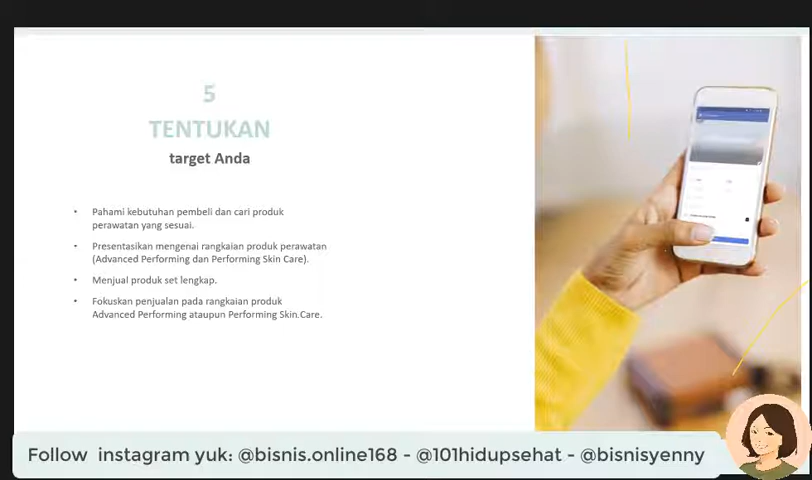 5
TENTUKAN
target Anda
• Pahami kebutuhan pembeli dan cari produk
perawatan yang sesuai.
• Presentasikan mengenai rangkaian produk perawatan
(Advanced Performing dan Performing Skin Care).
• Menjual produk set lengkap.
• Fokuskan penjualan pada rangkaian produk
Advanced Performing ataupun Performing Skin Care.
Follow instagram yuk: @bisnis.online168 - @101hidupsehat - @bisnisyenny